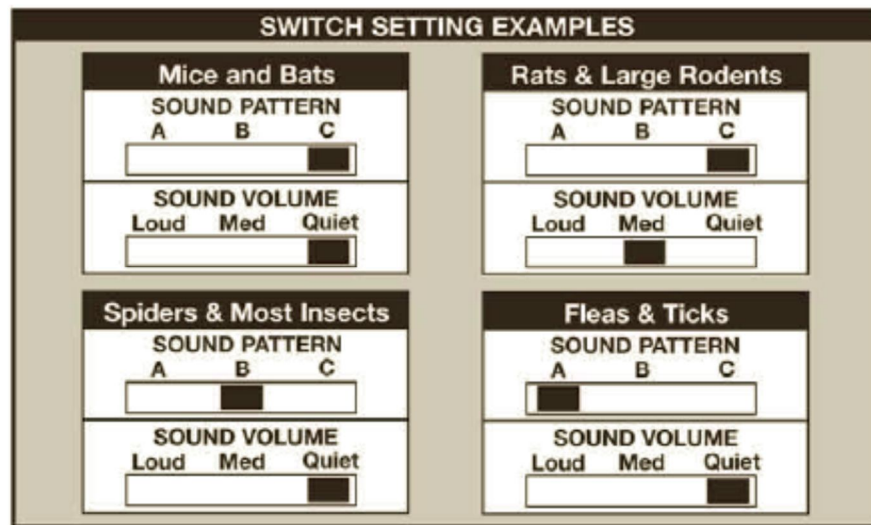 SWITCH SETTING EXAMPLES
Mice and Bats
SOUND PATTERN
A B C
SOUND VOLUME
Loud Med Quiet
Rats & Large Rodents
SOUND PATTERN
A B C
SOUND VOLUME
Loud Med Quiet
Spiders & Most Insects
SOUND PATTERN
A B C
SOUND VOLUME
Loud Med Quiet
Fleas & Ticks
SOUND PATTERN
A B C
SOUND VOLUME
Loud Med Quiet